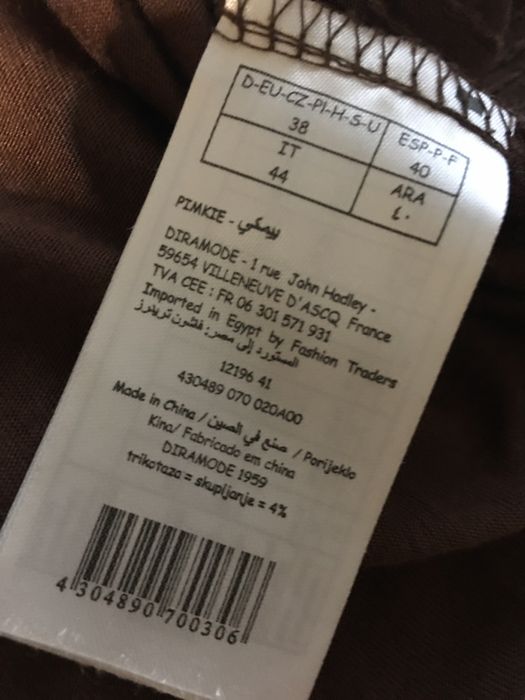 D-EU-CZ-Pl-H-S-U ESP-P-F
38 40
IT ARA
44 ٤٠
PIMKIE - بيمكي
DIRAMODE - 1 rue John Hadley -
59654 VILLENEUVE D'ASCQ France
TVA CEE : FR 06 301 571 931
Imported in Egypt by Fashion Traders
المستورد إلى مصر: فاشون تريدرز
12196 41
430489 070 020A00
Made in China / صنع في الصين / Porijeklo
Kina/ Fabricado em china
DIRAMODE 1959
trikotaza = skupljanje = 4%
4 304890 700306